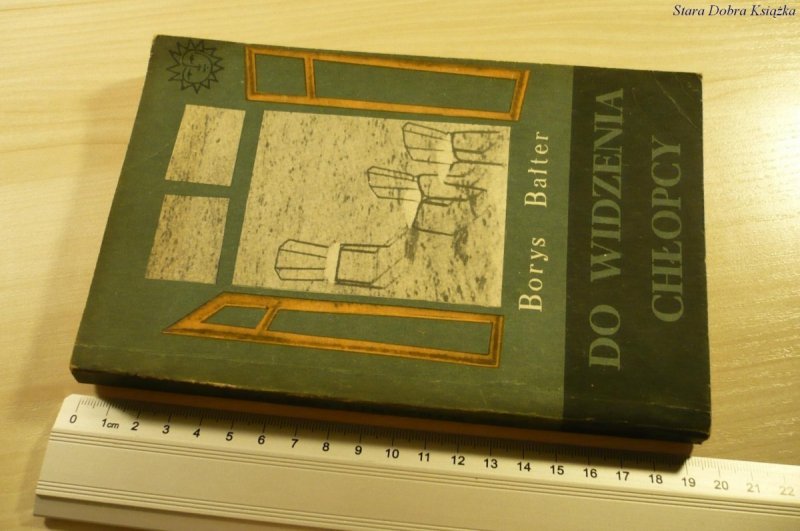 Stara Dobra Książka
Borys Bałter
DO WIDZENIA
CHŁOPCY
0 1cm 2 3 4 5 6 7 8 9 10 11 12 13 14 15 16 17 18 19 20 21 22